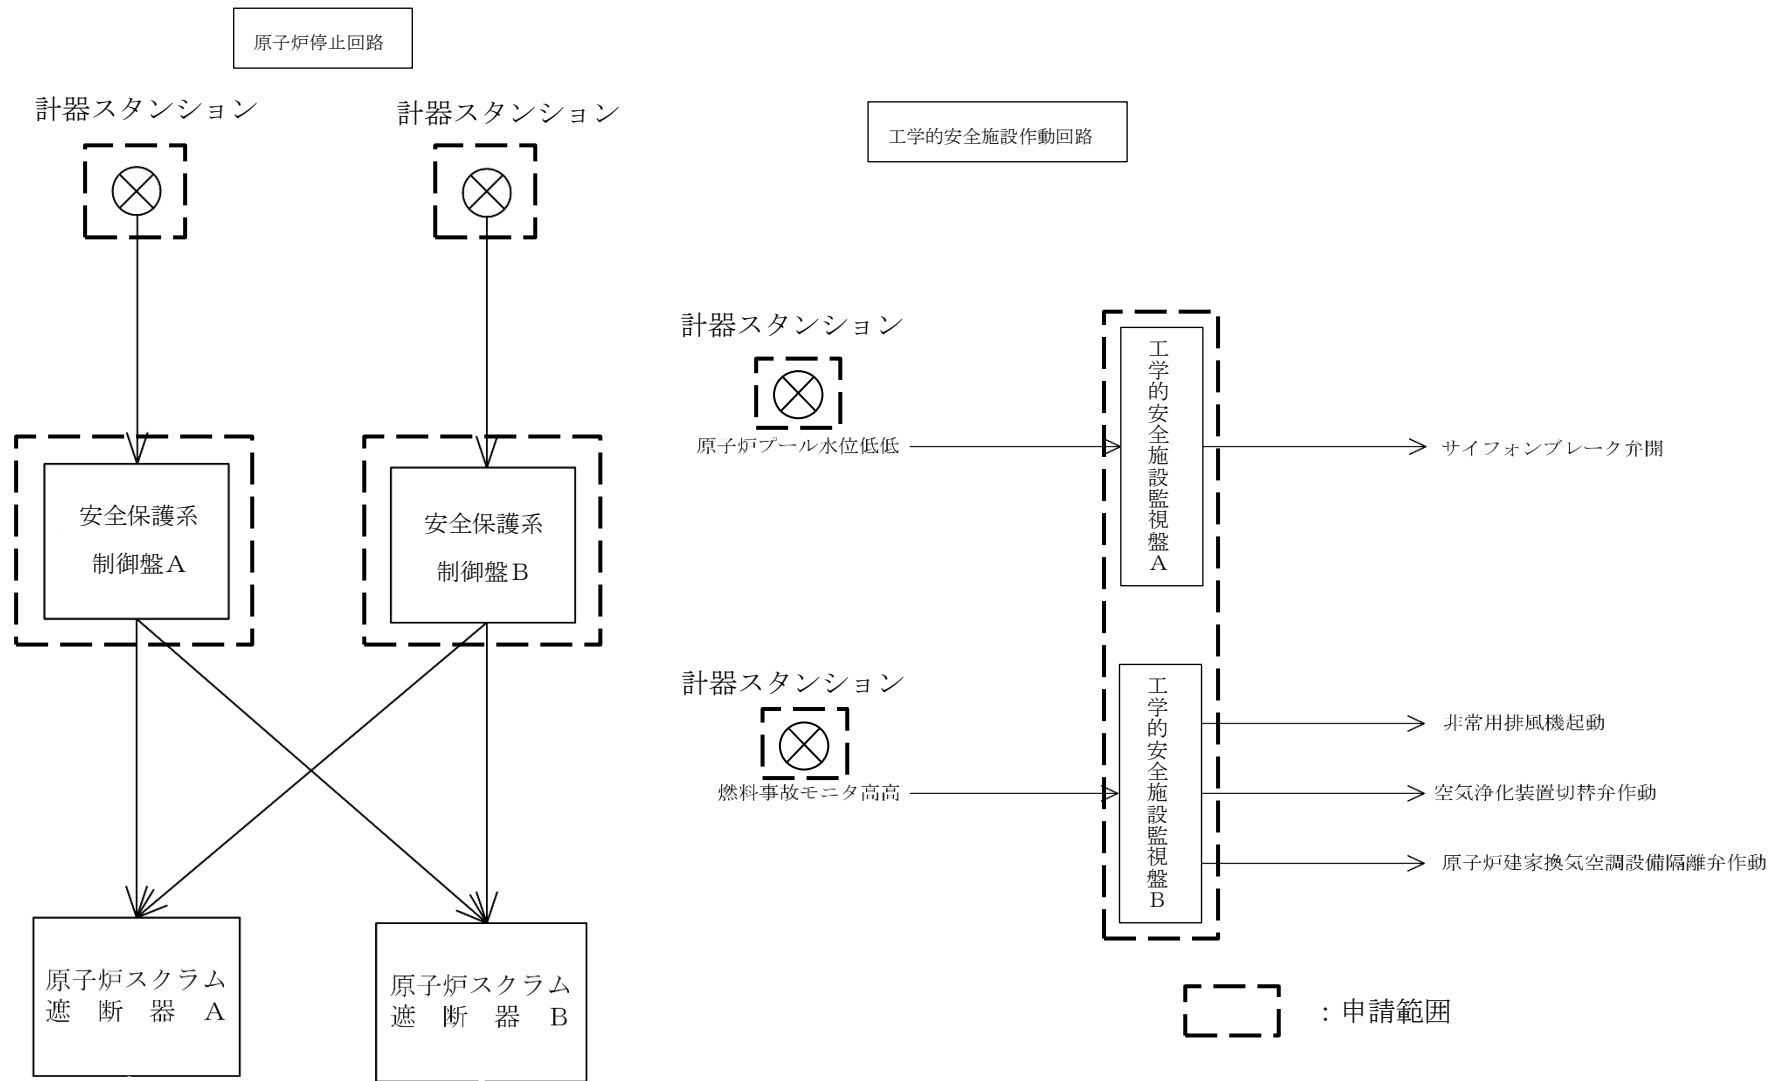 原子炉停止回路
計器スタンション
計器スタンション
安全保護系
制御盤A
安全保護系
制御盤B
原子炉スクラム
遮断器A
原子炉スクラム
遮断器B
工学的安全施設作動回路
計器スタンション
原子炉プール水位低低
工学的安全施設監視盤A
サイフォンブレーク弁開
計器スタンション
燃料事故モニタ高高
工学的安全施設監視盤B
非常用排風機起動
空気浄化装置切替弁作動
原子炉建家換気空調設備隔離弁作動
：申請範囲